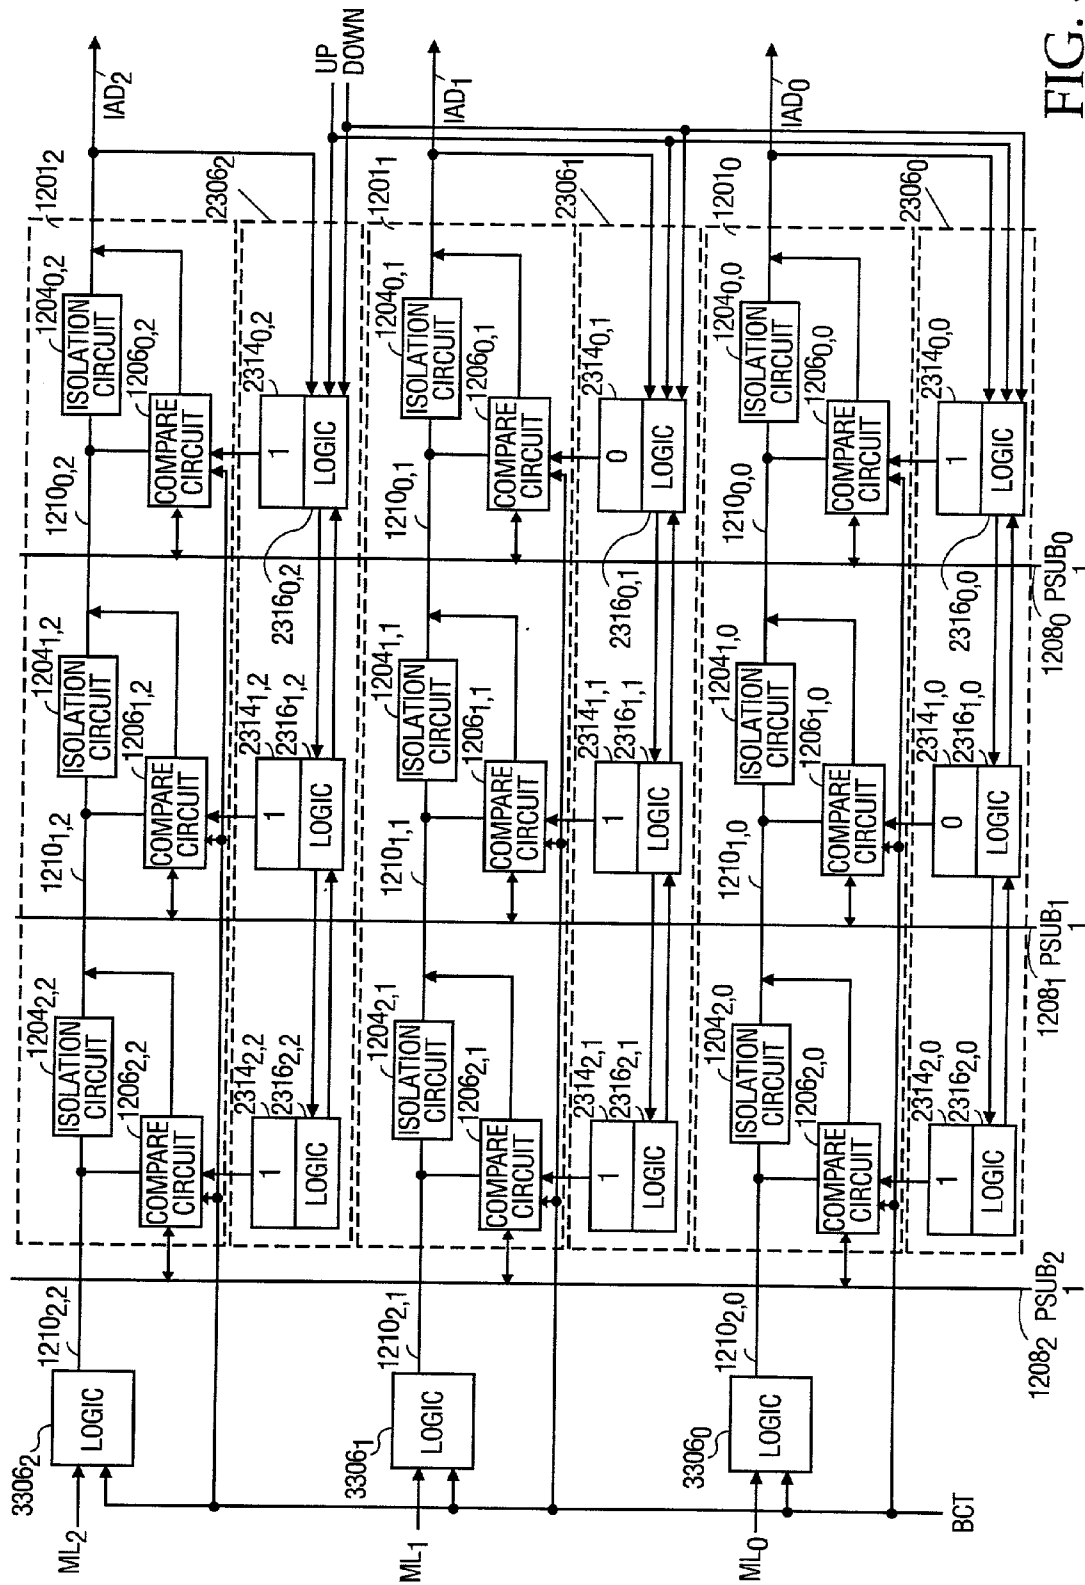 FIG.
IAD2
UP
DOWN
IAD1
IAD0
12012
23062
12011
23061
12010
23060
12040,2
ISOLATION
CIRCUIT
12060,2
COMPARE
CIRCUIT
23140,2
1
LOGIC
12100,2
23160,2
12040,1
ISOLATION
CIRCUIT
12060,1
COMPARE
CIRCUIT
23140,1
0
LOGIC
12100,1
23160,1
12040,0
ISOLATION
CIRCUIT
12060,0
COMPARE
CIRCUIT
23140,0
1
LOGIC
12100,0
23160,0
12080
PSUB0
1
12041,2
ISOLATION
CIRCUIT
12061,2
COMPARE
CIRCUIT
23141,2
23161,2
1
LOGIC
12101,2
12041,1
ISOLATION
CIRCUIT
12061,1
COMPARE
CIRCUIT
23141,1
23161,1
1
LOGIC
12101,1
12041,0
ISOLATION
CIRCUIT
12061,0
COMPARE
CIRCUIT
23141,0
23161,0
0
LOGIC
12101,0
12081
PSUB1
1
12042,2
ISOLATION
CIRCUIT
12062,2
COMPARE
CIRCUIT
23142,2
23162,2
1
LOGIC
12102,2
12042,1
ISOLATION
CIRCUIT
12062,1
COMPARE
CIRCUIT
23142,1
23162,1
1
LOGIC
12102,1
12042,0
ISOLATION
CIRCUIT
12062,0
COMPARE
CIRCUIT
23142,0
23162,0
1
LOGIC
12102,0
12082
PSUB2
1
33062
LOGIC
ML2
33061
LOGIC
ML1
33060
LOGIC
ML0
BCT